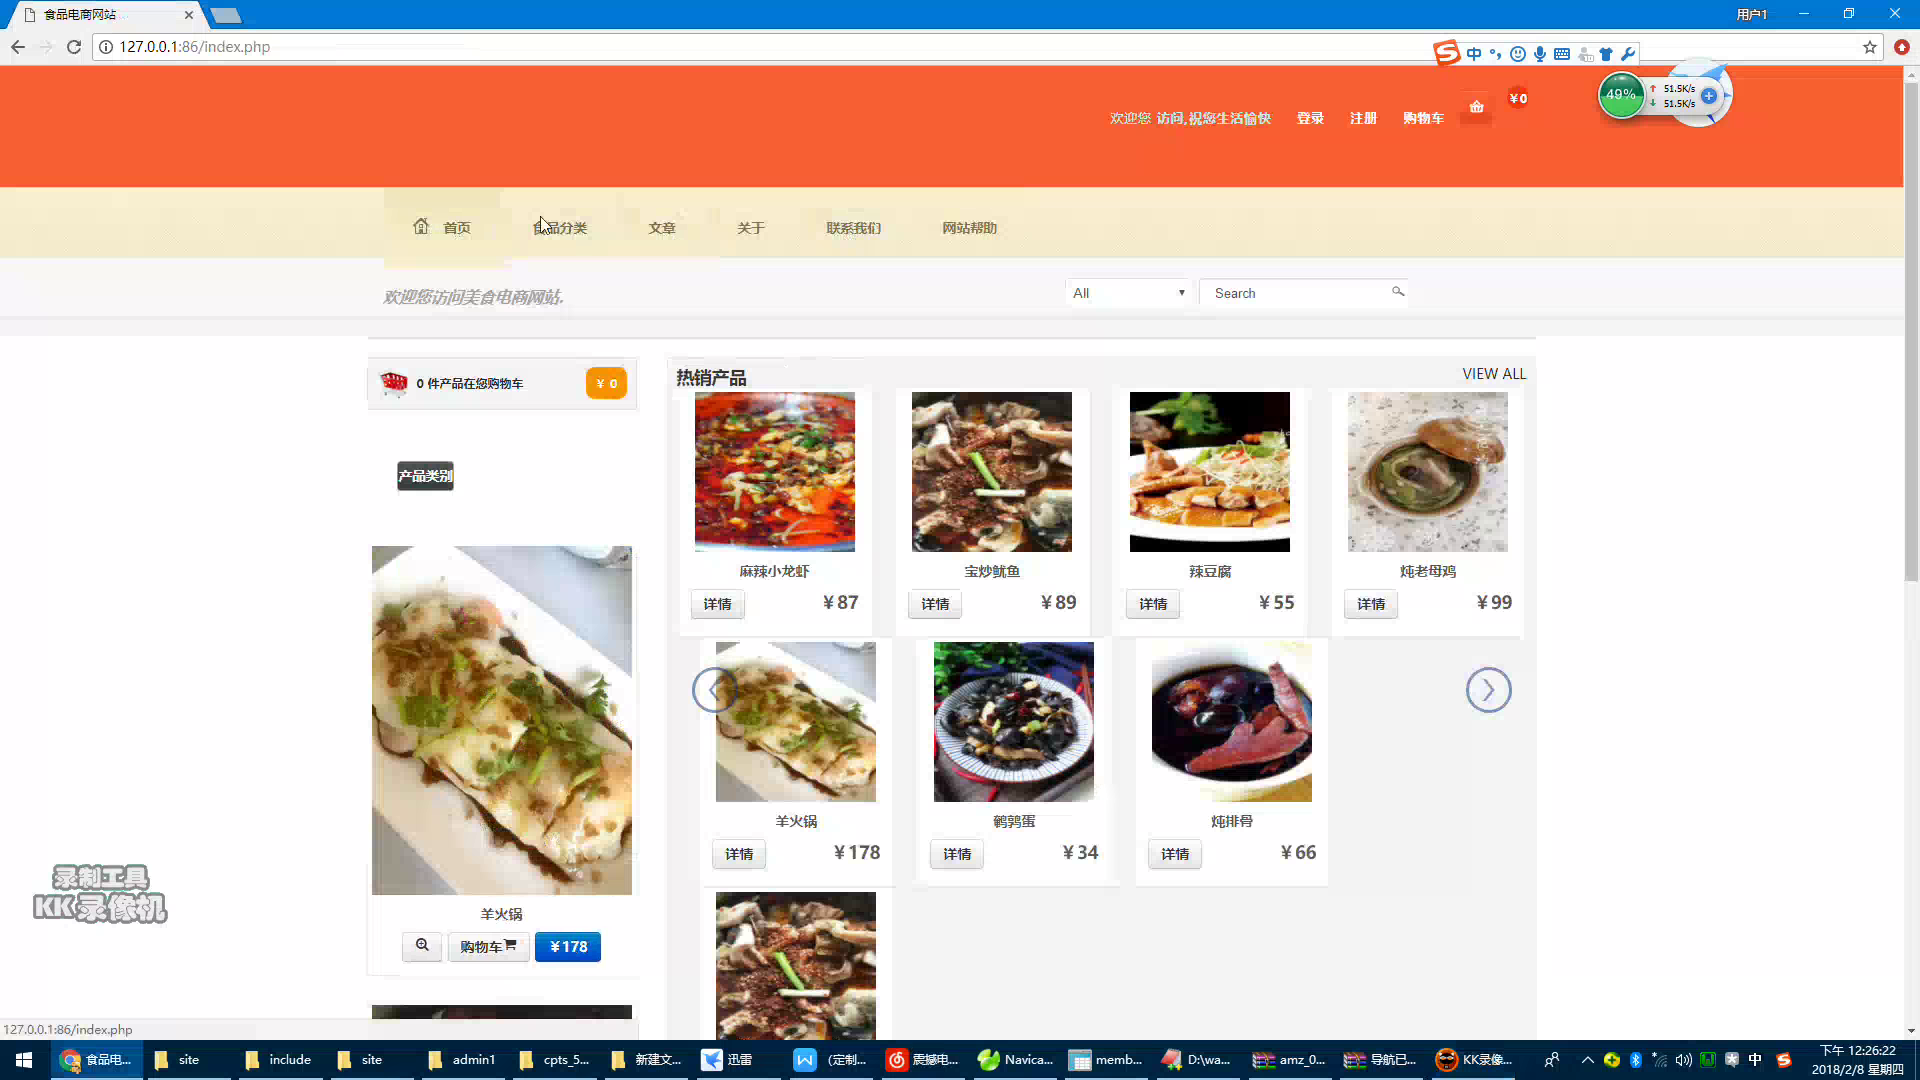 食品电商网站
用户1
127.0.0.1:86/index.php
中
欢迎您 访问,祝您生活愉快 登录 注册 购物车 ¥0
49% 51.5K/s
51.5K/s
首页 食品分类 文章 关于 联系我们 网站帮助
欢迎您访问美食电商网站. All Search
0 件产品在您购物车 ¥ 0
热销产品 VIEW ALL
产品类别
麻辣小龙虾 宝炒鱿鱼 辣豆腐 炖老母鸡
详情 ¥87 详情 ¥89 详情 ¥55 详情 ¥99
羊火锅 鹌鹑蛋 炖排骨
详情 ¥178 详情 ¥34 详情 ¥66
录制工具
KK录像机
羊火锅
购物车 ¥178
127.0.0.1:86/index.php
食品电... site include site admin1 cpts_5... 新建文... 迅雷 (定制... 震撼电... Navica... memb... D:\wa... amz_0... 导航已... KK录像... 中
下午 12:26:22
2018/2/8 星期四